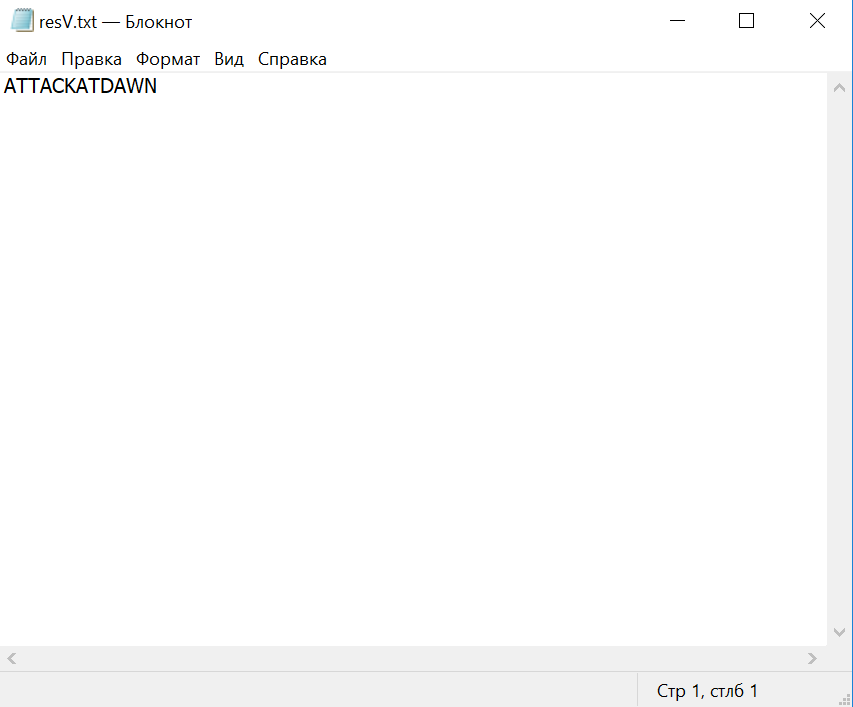 resV.txt — Блокнот
Файл Правка Формат Вид Справка
ATTACKATDAWN
Стр 1, стлб 1